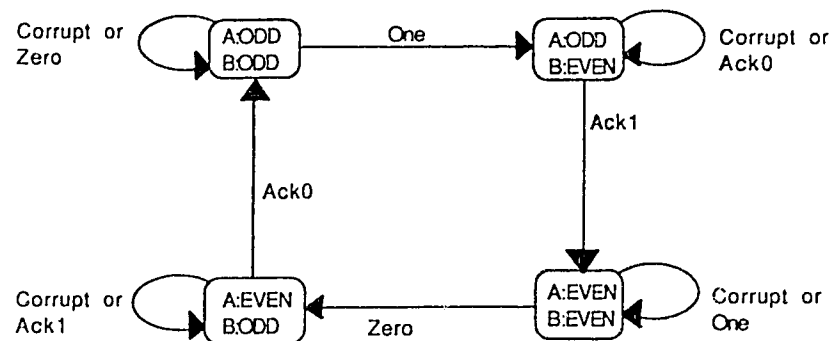 Corrupt or
Zero
A:ODD
B:ODD
One
A:ODD
B:EVEN
Corrupt or
Ack0
Ack1
Ack0
Corrupt or
Ack1
A:EVEN
B:ODD
Zero
A:EVEN
B:EVEN
Corrupt or
One